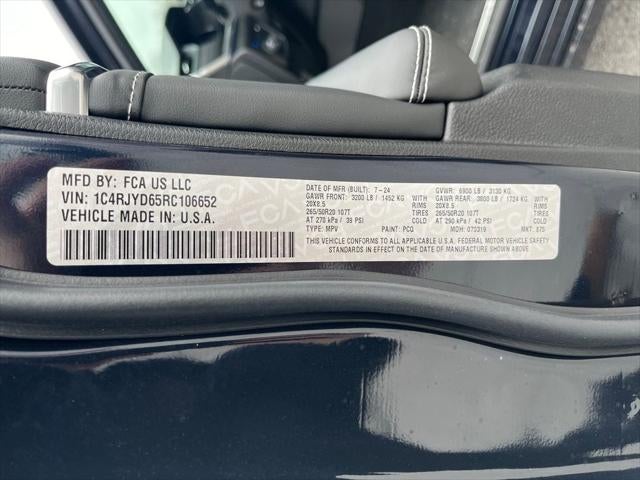 MFD BY: FCA US LLC
VIN: 1C4RJYD65RC106652
VEHICLE MADE IN: U.S.A.
DATE OF MFR (BUILT): 7-24 GVWR: 6900 LB / 3130 KG
GAWR FRONT: 3200 LB / 1452 KG WITH GAWR REAR: 3800 LB / 1724 KG WITH
20X8.5 RIMS 20X8.5 RIMS
265/50R20 107T TIRES 265/50R20 107T TIRES
AT 270 kPa / 39 PSI COLD AT 290 kPa / 42 PSI COLD
TYPE: MPV PAINT: PCQ MDH: 070319 MKT: 675
THIS VEHICLE CONFORMS TO ALL APPLICABLE U.S.A. FEDERAL MOTOR VEHICLE SAFETY
STANDARDS IN EFFECT ON THE DATE OF MANUFACTURE SHOWN ABOVE